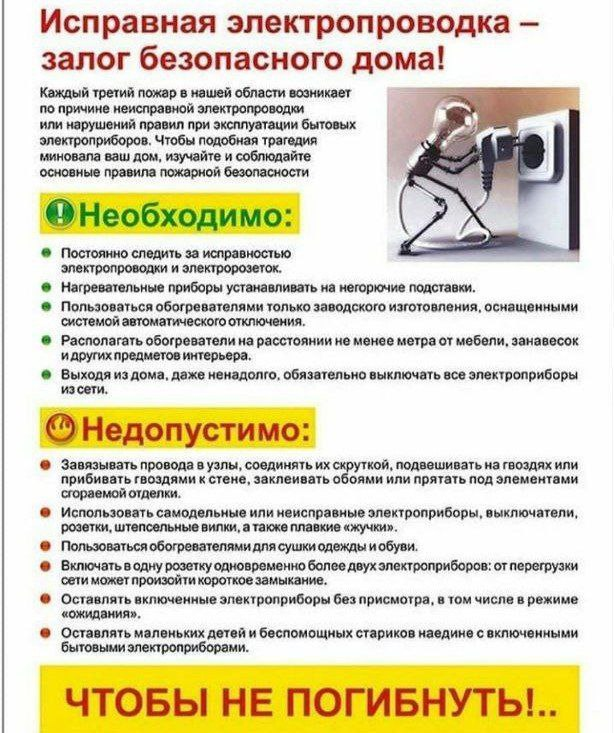 Исправная электропроводка –
залог безопасного дома!
Каждый третий пожар в нашей области возникает
по причине неисправной электропроводки
или нарушений правил при эксплуатации бытовых
электроприборов. Чтобы подобная трагедия
миновала ваш дом, изучайте и соблюдайте
основные правила пожарной безопасности
Необходимо:
Постоянно следить за исправностью
электропроводки и электророзеток.
Нагревательные приборы устанавливать на негорючие подставки.
Пользоваться обогревателями только заводского изготовления, оснащенными
системой автоматического отключения.
Располагать обогреватели на расстоянии не менее метра от мебели, занавесок
и других предметов интерьера.
Выходя из дома, даже ненадолго, обязательно выключать все электроприборы
из сети.
Недопустимо:
Завязывать провода в узлы, соединять их скруткой, подвешивать на гвоздях или
прибивать гвоздями к стене, заклеивать обоями или прятать под элементами
сгораемой отделки.
Использовать самодельные или неисправные электроприборы, выключатели,
розетки, штепсельные вилки, а также плавкие «жучки».
Пользоваться обогревателями для сушки одежды и обуви.
Включать в одну розетку одновременно более двух электроприборов: от перегрузки
сети может произойти короткое замыкание.
Оставлять включенные электроприборы без присмотра, в том числе в режиме
«ожидания».
Оставлять маленьких детей и беспомощных стариков наедине с включенными
бытовыми электроприборами.
ЧТОБЫ НЕ ПОГИБНУТЬ!..